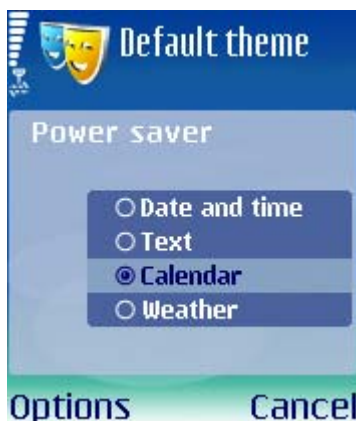 Default theme
Power saver
Date and time
Text
Calendar
Weather
Options Cancel